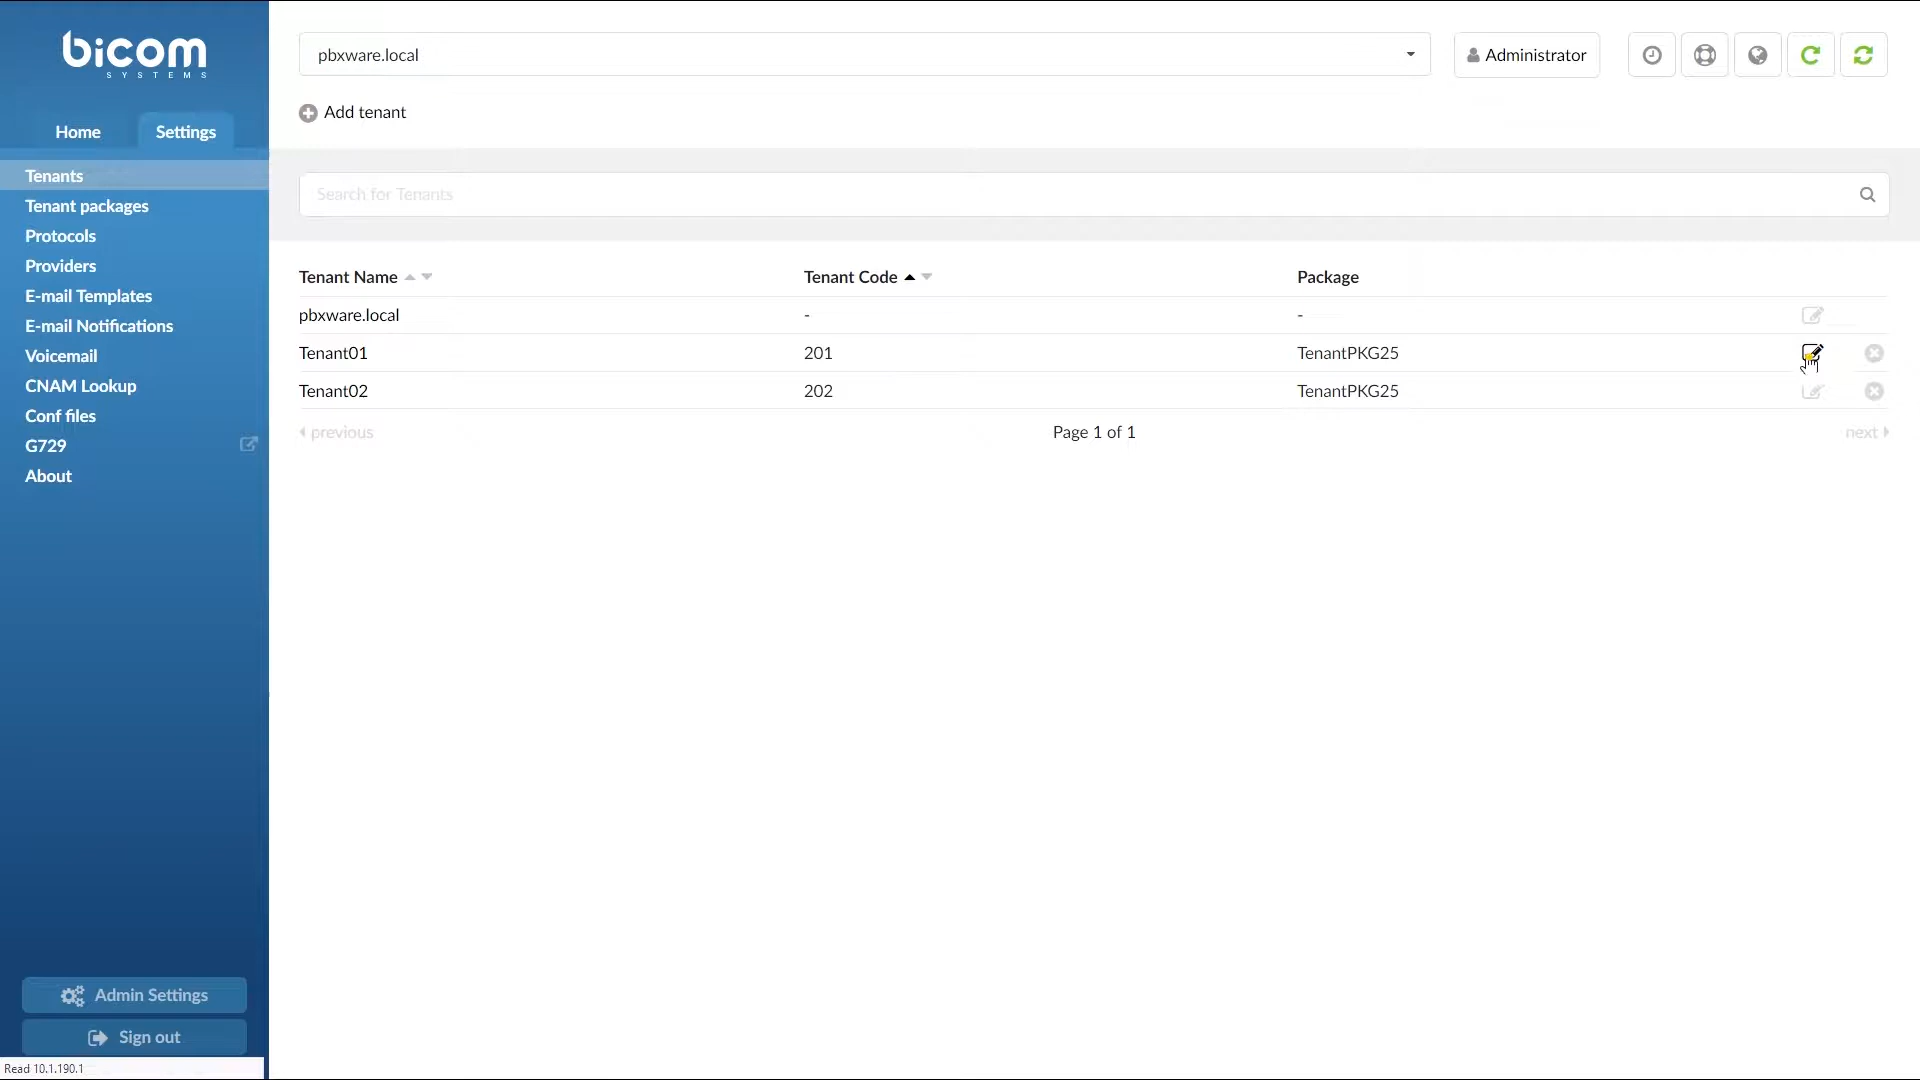 bicom
SYSTEMS
pbxware.local
Administrator
Add tenant
Home Settings
Tenants
Tenant packages
Protocols
Providers
E-mail Templates
E-mail Notifications
Voicemail
CNAM Lookup
Conf files
G729
About
Search for Tenants
Tenant Name Tenant Code Package
pbxware.local - -
Tenant01 201 TenantPKG25
Tenant02 202 TenantPKG25
previous Page 1 of 1 next
Admin Settings
Sign out
Read 10.1.190.1